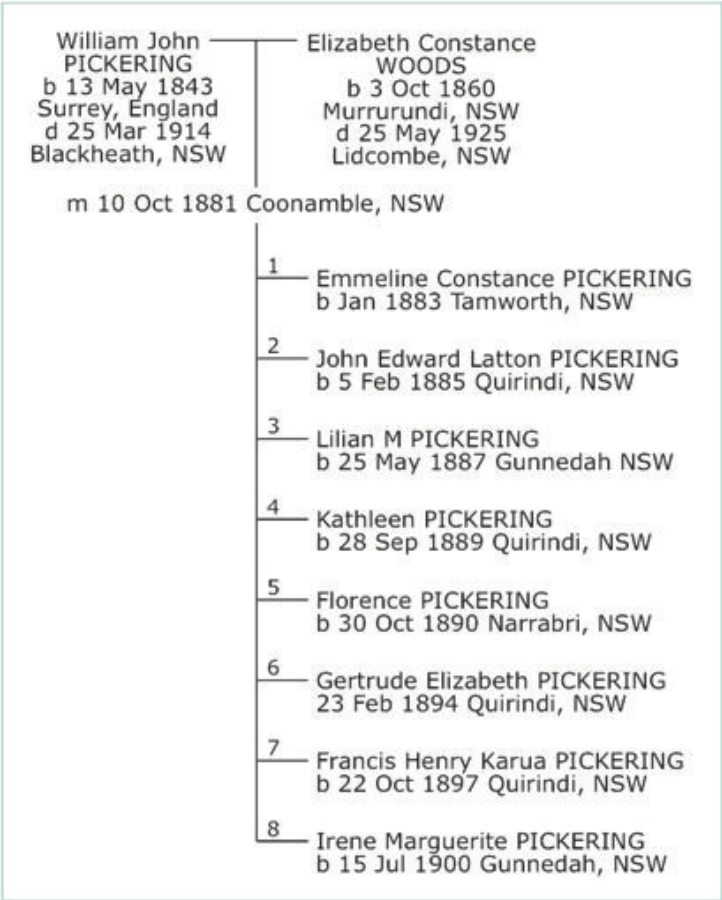 William John
PICKERING
b 13 May 1843
Surrey, England
d 25 Mar 1914
Blackheath, NSW
Elizabeth Constance
WOODS
b 3 Oct 1860
Murrurundi, NSW
d 25 May 1925
Lidcombe, NSW
m 10 Oct 1881 Coonamble, NSW
1
Emmeline Constance PICKERING
b Jan 1883 Tamworth, NSW
2
John Edward Latton PICKERING
b 5 Feb 1885 Quirindi, NSW
3
Lilian M PICKERING
b 25 May 1887 Gunnedah NSW
4
Kathleen PICKERING
b 28 Sep 1889 Quirindi, NSW
5
Florence PICKERING
b 30 Oct 1890 Narrabri, NSW
6
Gertrude Elizabeth PICKERING
23 Feb 1894 Quirindi, NSW
7
Francis Henry Karua PICKERING
b 22 Oct 1897 Quirindi, NSW
8
Irene Marguerite PICKERING
b 15 Jul 1900 Gunnedah, NSW